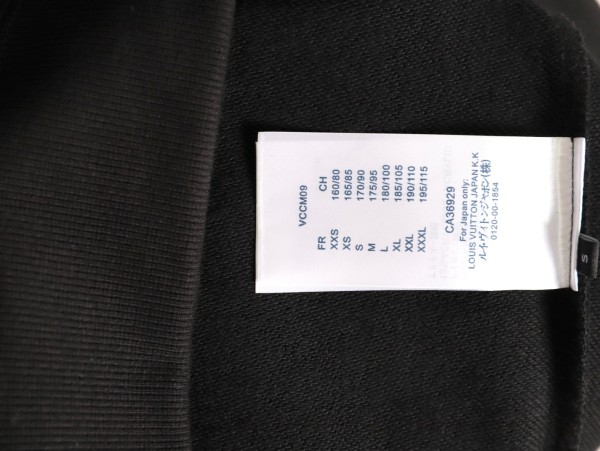 VCCM09
FR CH
XXS 160/80
XS 165/85
S 170/90
M 175/95
L 180/100
XL 185/105
XXL 190/110
XXXL 195/115
CA36929
For Japan only:
LOUIS VUITTON JAPAN K.K
ルイ・ヴィトンジャポン(株)
0120-00-1854
S